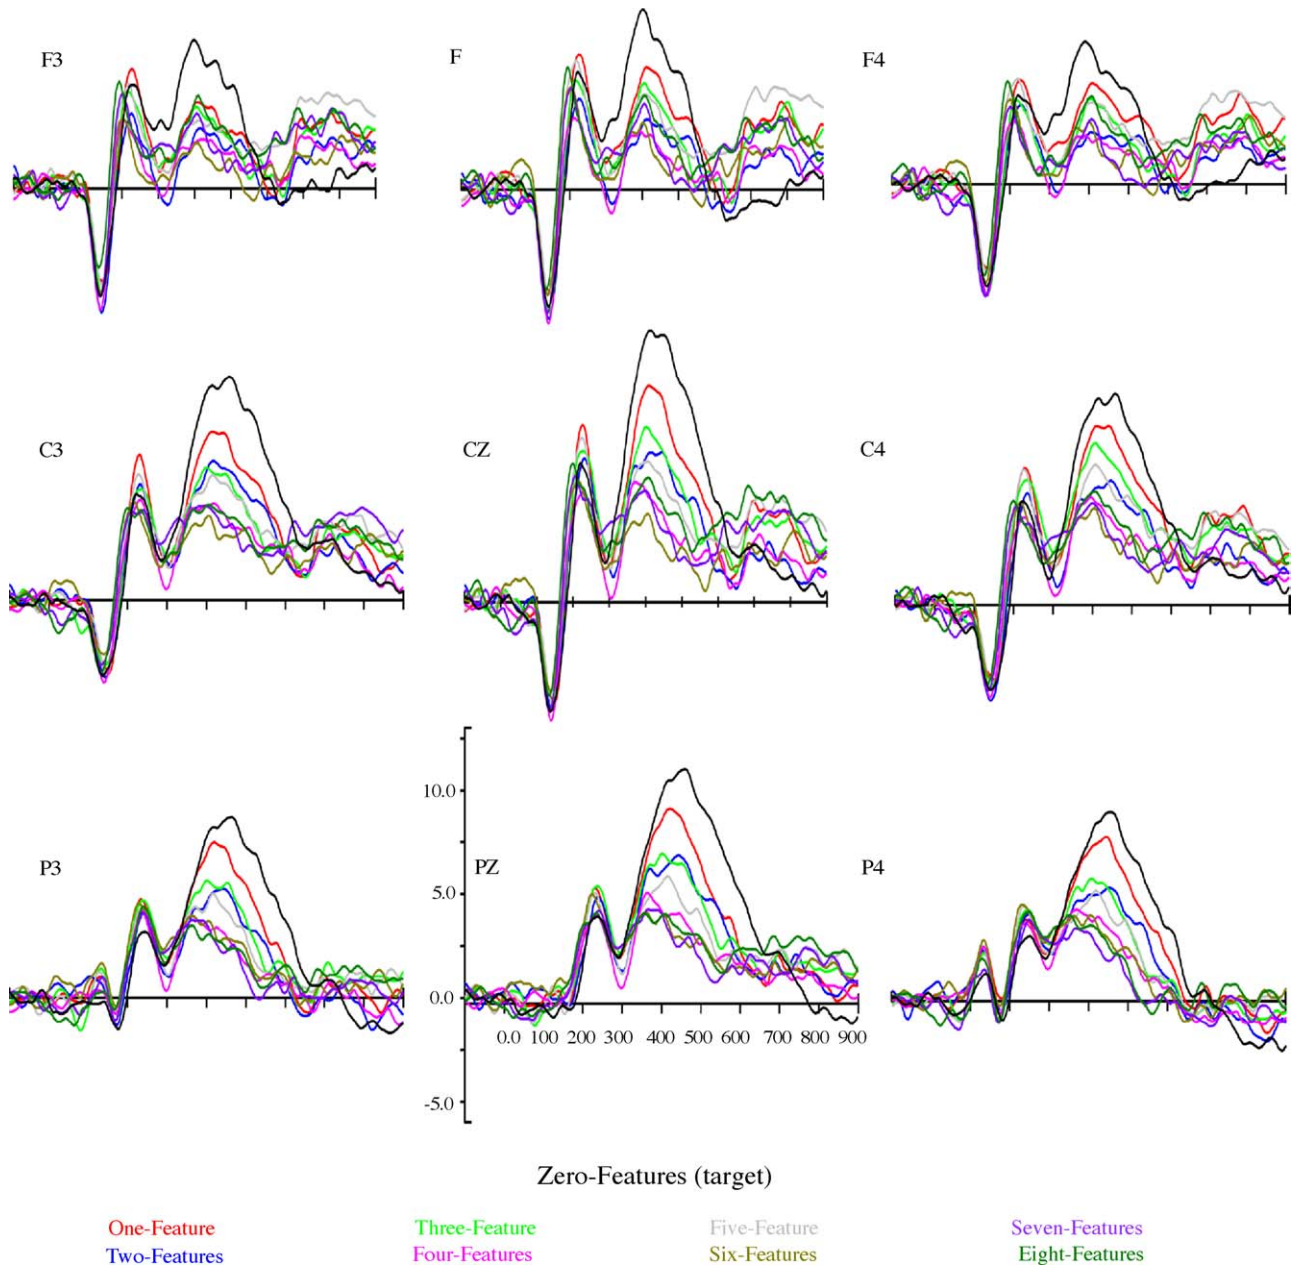 F3 F F4
C3 CZ C4
P3 PZ P4
10.0
5.0
0.0
0.0 100 200 300 400 500 600 700 800 900
-5.0
Zero-Features (target)
One-Feature Three-Feature Five-Feature Seven-Features
Two-Features Four-Features Six-Features Eight-Features